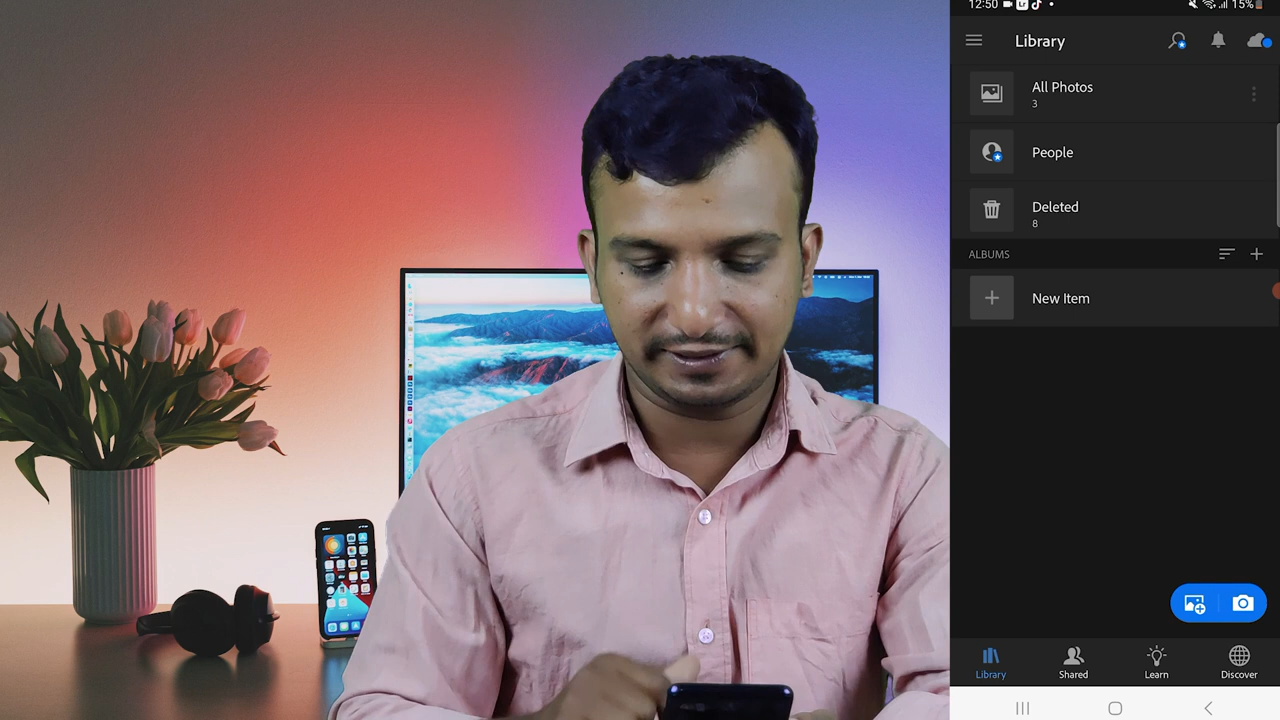 12:50
15%
Library
All Photos
3
People
Deleted
8
ALBUMS
New Item
Library
Shared
Learn
Discover